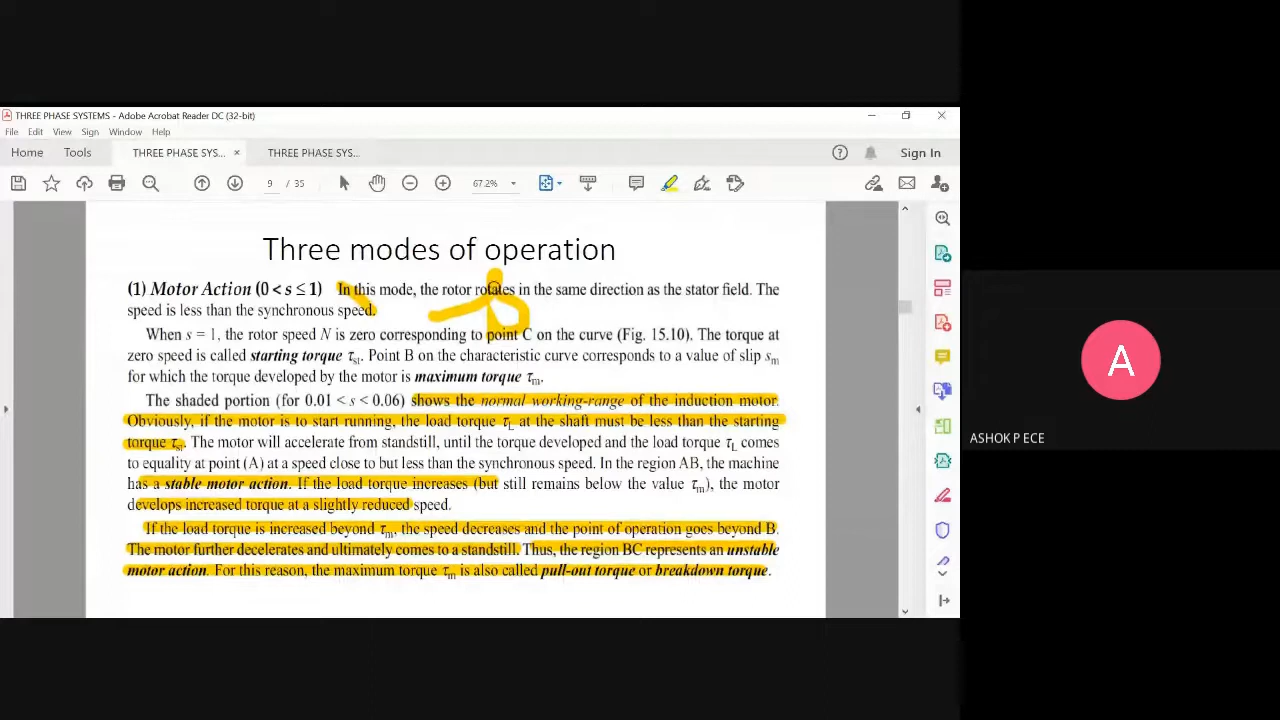 THREE PHASE SYSTEMS - Adobe Acrobat Reader DC (32-bit)
File Edit View Sign Window Help
Home Tools THREE PHASE SYS... × THREE PHASE SYS... Sign In
9 / 35 67.2%
Three modes of operation
(1) Motor Action (0 < s ≤ 1) In this mode, the rotor rotates in the same direction as the stator field. The
speed is less than the synchronous speed.
When s = 1, the rotor speed N is zero corresponding to point C on the curve (Fig. 15.10). The torque at
zero speed is called starting torque τst. Point B on the characteristic curve corresponds to a value of slip sm
for which the torque developed by the motor is maximum torque τm.
The shaded portion (for 0.01 < s < 0.06) shows the normal working-range of the induction motor.
Obviously, if the motor is to start running, the load torque τL at the shaft must be less than the starting
torque τst. The motor will accelerate from standstill, until the torque developed and the load torque τL comes
to equality at point (A) at a speed close to but less than the synchronous speed. In the region AB, the machine
has a stable motor action. If the load torque increases (but still remains below the value τm), the motor
develops increased torque at a slightly reduced speed.
If the load torque is increased beyond τm, the speed decreases and the point of operation goes beyond B.
The motor further decelerates and ultimately comes to a standstill. Thus, the region BC represents an unstable
motor action. For this reason, the maximum torque τm is also called pull-out torque or breakdown torque.
A
ASHOK P ECE